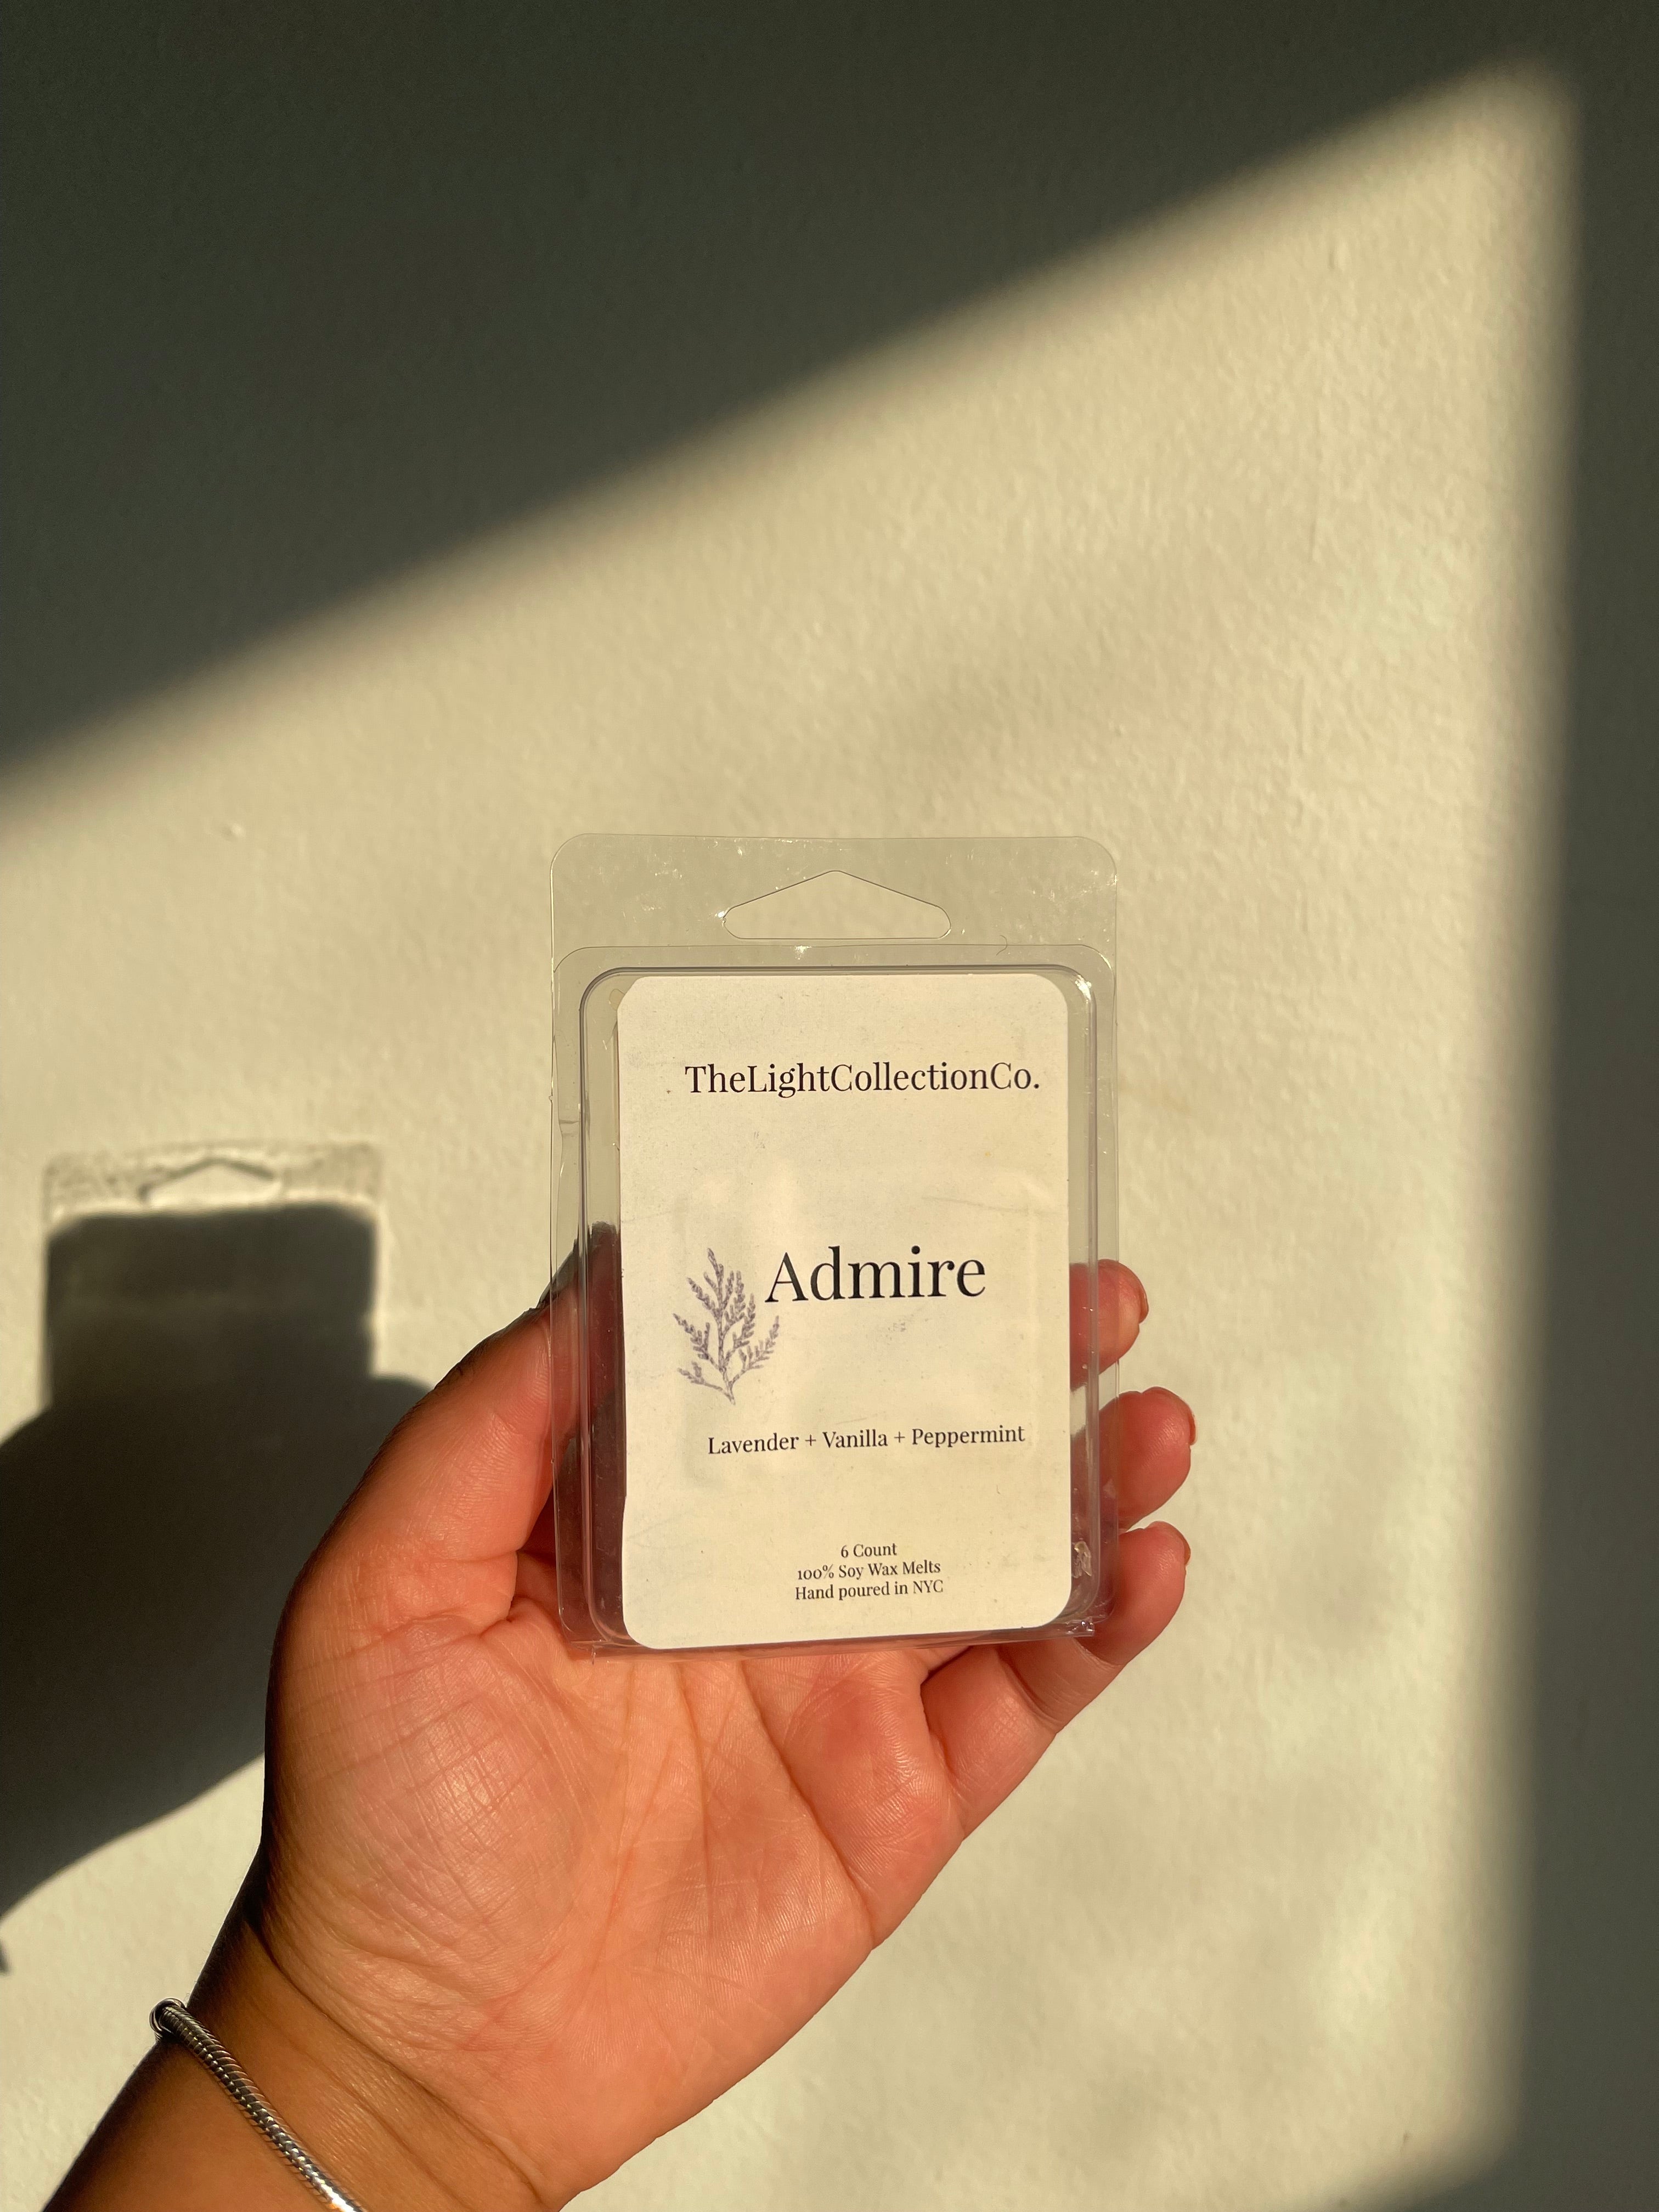 TheLightCollectionCo.
Admire
Lavender + Vanilla + Peppermint
6 Count
100% Soy Wax Melts
Hand poured in NYC